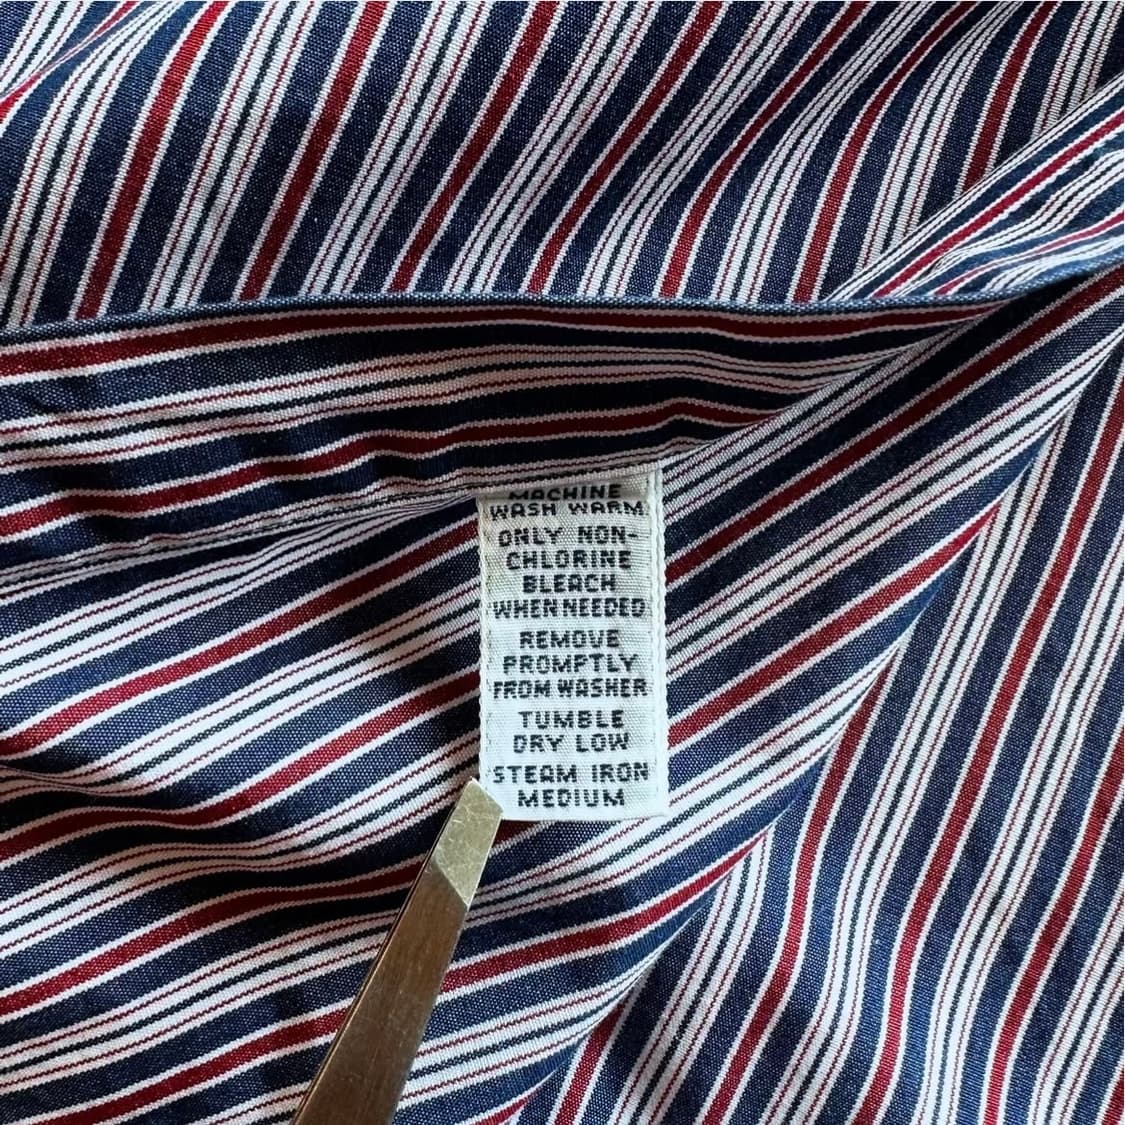 MACHINE
WASH WARM
ONLY NON-
CHLORINE
BLEACH
WHEN NEEDED
REMOVE
PROMPTLY
FROM WASHER
TUMBLE
DRY LOW
STEAM IRON
MEDIUM